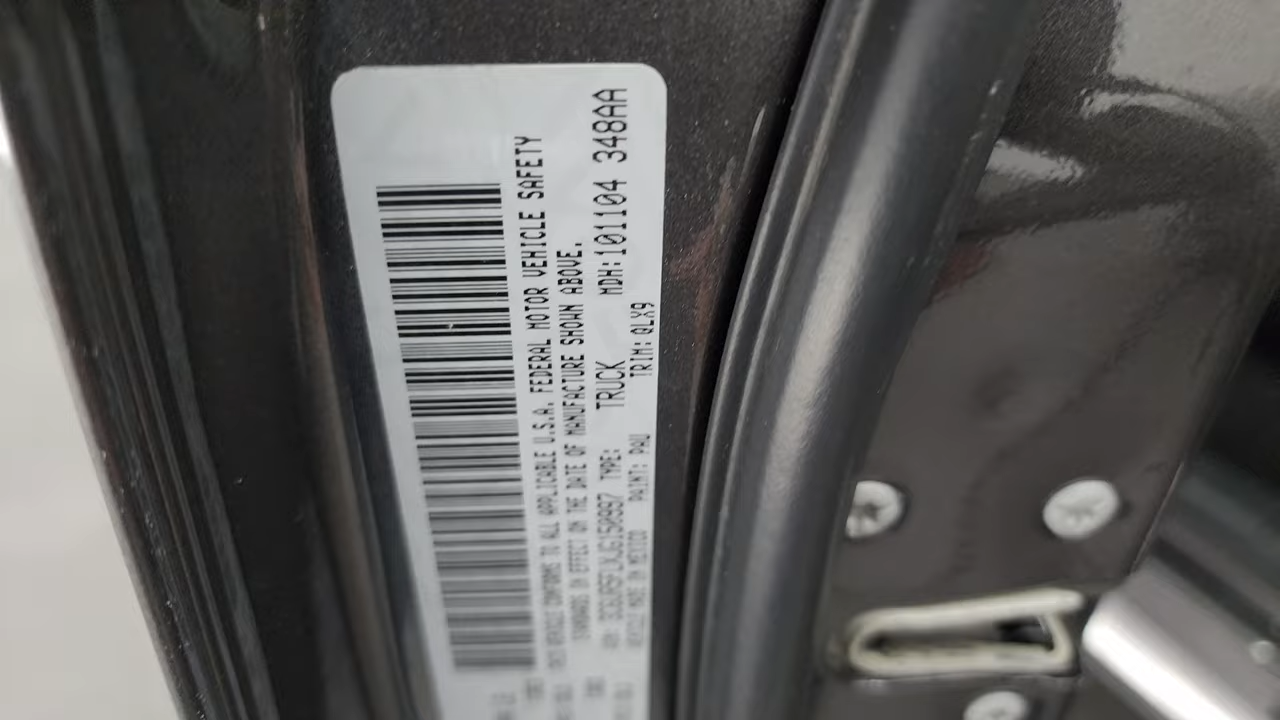 THIS VEHICLE CONFORMS TO ALL APPLICABLE U.S.A. FEDERAL MOTOR VEHICLE SAFETY
STANDARDS IN EFFECT ON THE DATE OF MANUFACTURE SHOWN ABOVE.
TYPE: TRUCK MDH:101104 348AA
VEHICLE MADE IN MEXICO PAINT: PAU TRIM:QLX9